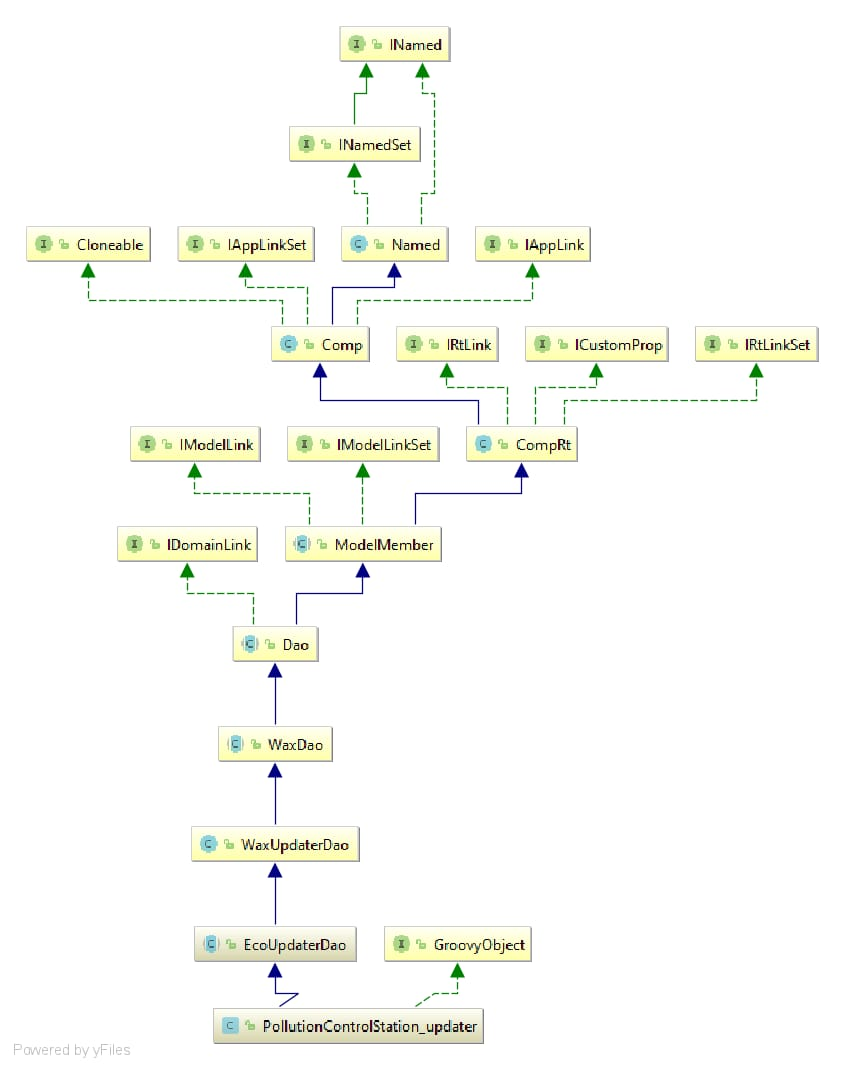 I INamed
I INamedSet
I Cloneable
I IAppLinkSet
C Named
I IAppLink
C Comp
I IRtLink
I ICustomProp
I IRtLinkSet
I IModelLink
I IModelLinkSet
C CompRt
I IDomainLink
C ModelMember
C Dao
C WaxDao
C WaxUpdaterDao
C EcoUpdaterDao
I GroovyObject
C PollutionControlStation_updater
Powered by yFiles